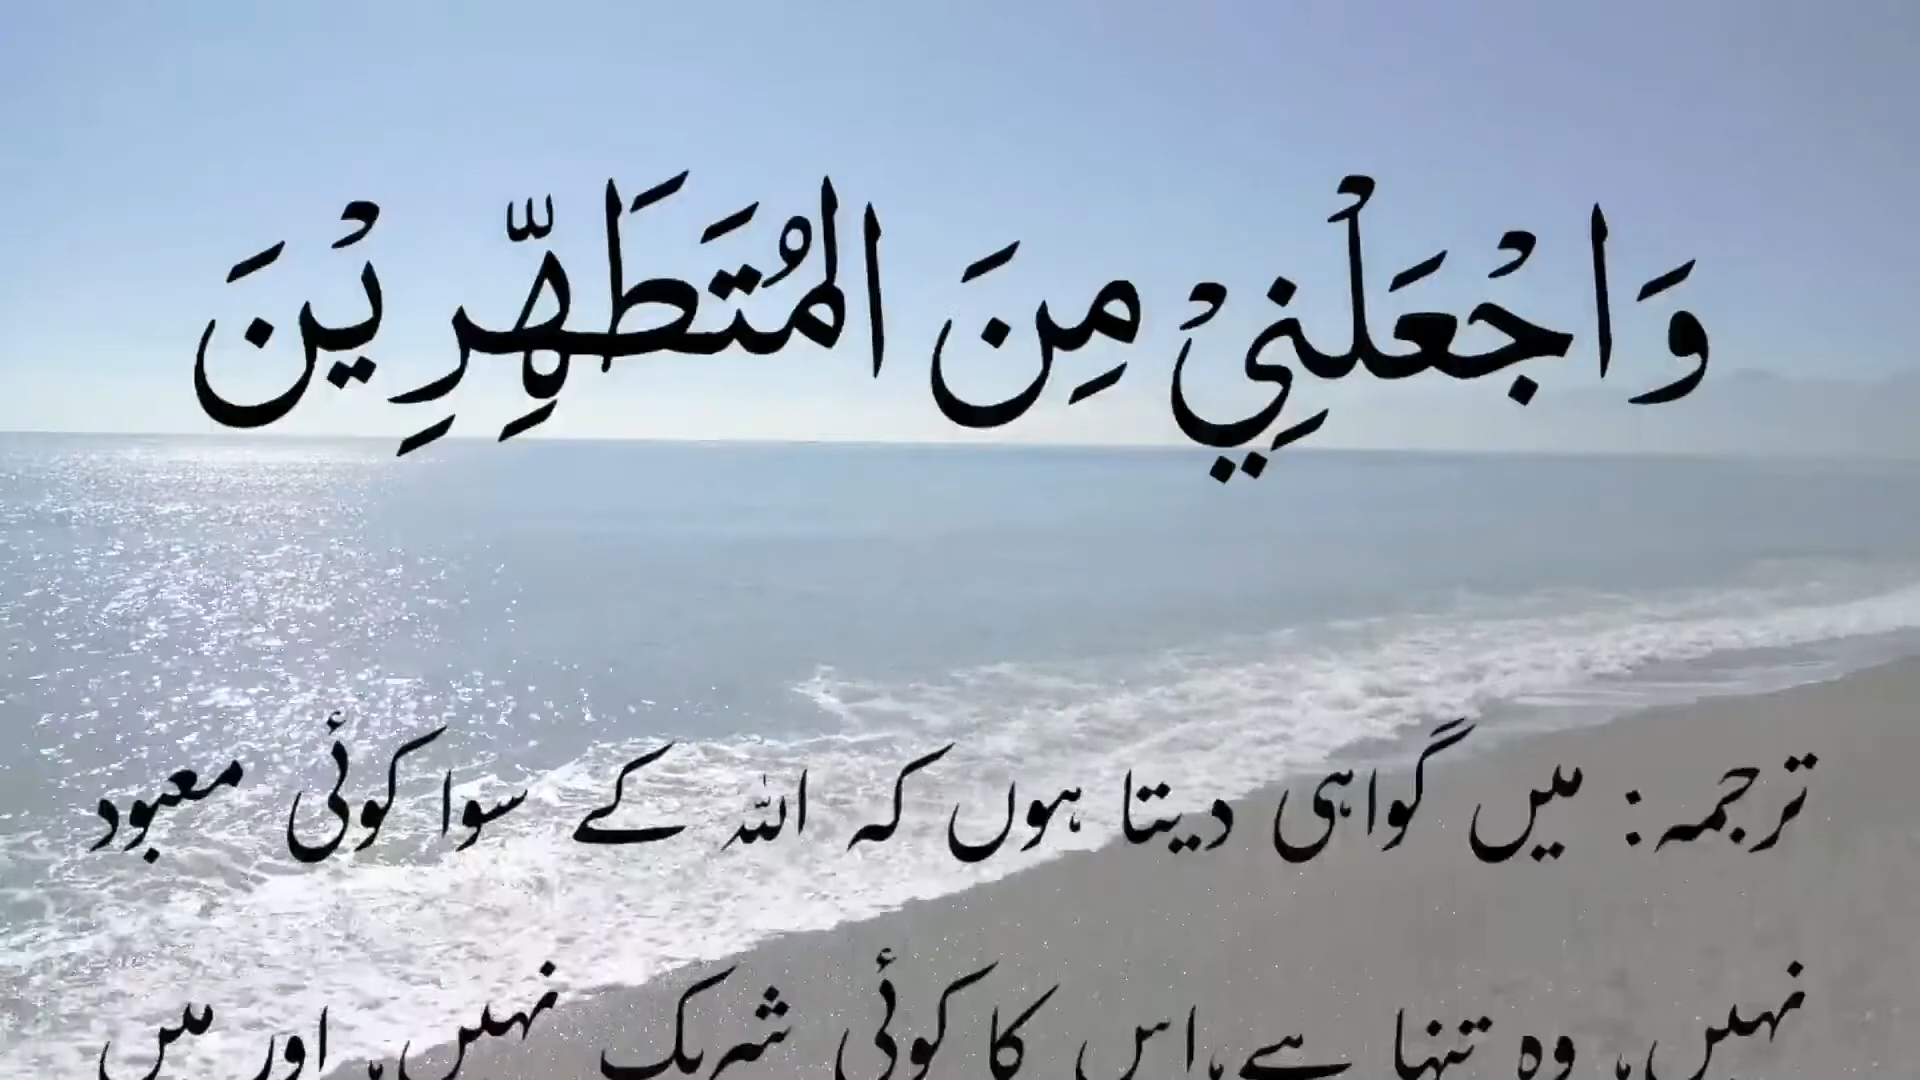 وَاجْعَلْنِيْ مِنَ الْمُتَطَهِّرِيْنَ
ترجمہ: میں گواہی دیتا ہوں کہ اللہ کے سوا کوئی معبود
نہیں، وہ تنہا ہے، اس کا کوئی شریک نہیں، اور میں